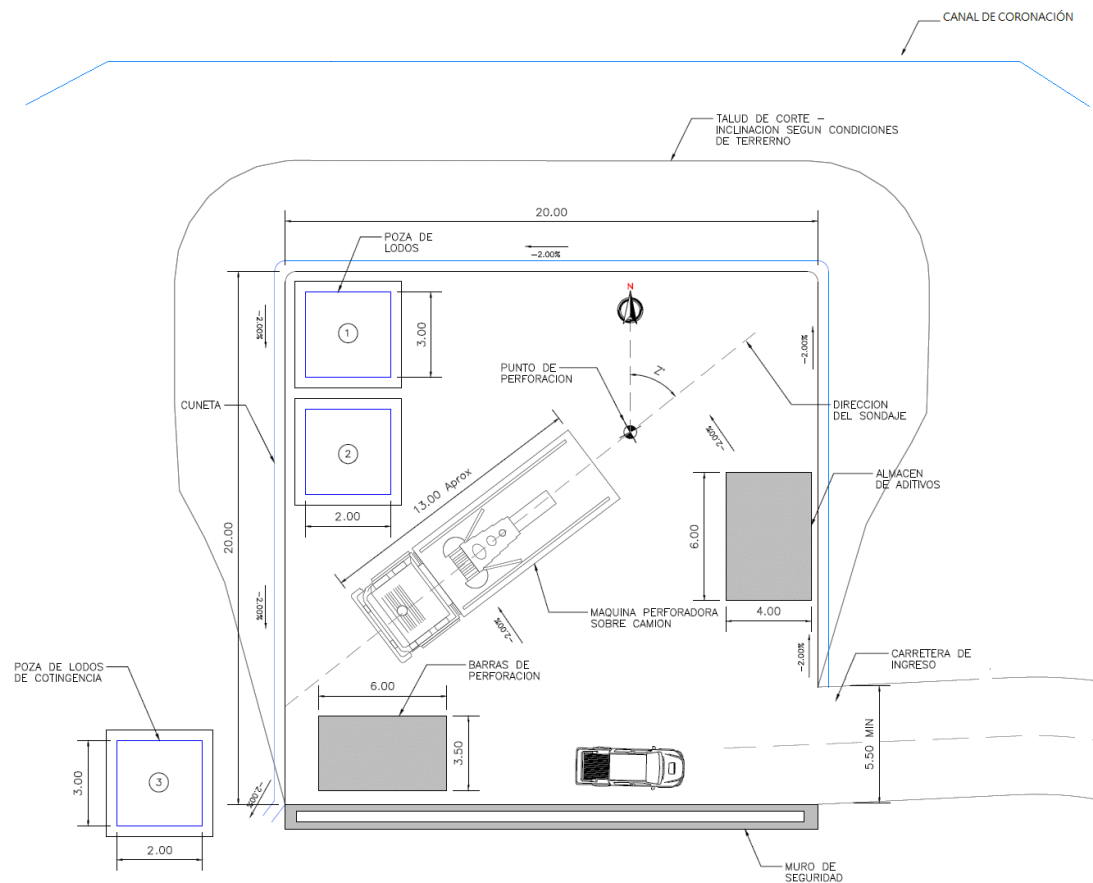 CANAL DE CORONACIÓN
TALUD DE CORTE –
INCLINACION SEGUN CONDICIONES
DE TERRERNO
20.00
POZA DE
LODOS
-2.00%
N
1
3.00
-2.00%
-2.00%
PUNTO DE
PERFORACION
Z°
CUNETA
DIRECCION
DEL SONDAJE
2
-2.00%
13.00 Aprox
ALMACEN
DE ADITIVOS
2.00
20.00
6.00
4.00
-2.00%
MAQUINA PERFORADORA
SOBRE CAMION
-2.00%
-2.00%
CARRETERA DE
INGRESO
POZA DE LODOS
DE COTINGENCIA
BARRAS DE
PERFORACION
6.00
3.50
5.50 MIN
3
3.00
-2.00%
2.00
MURO DE
SEGURIDAD